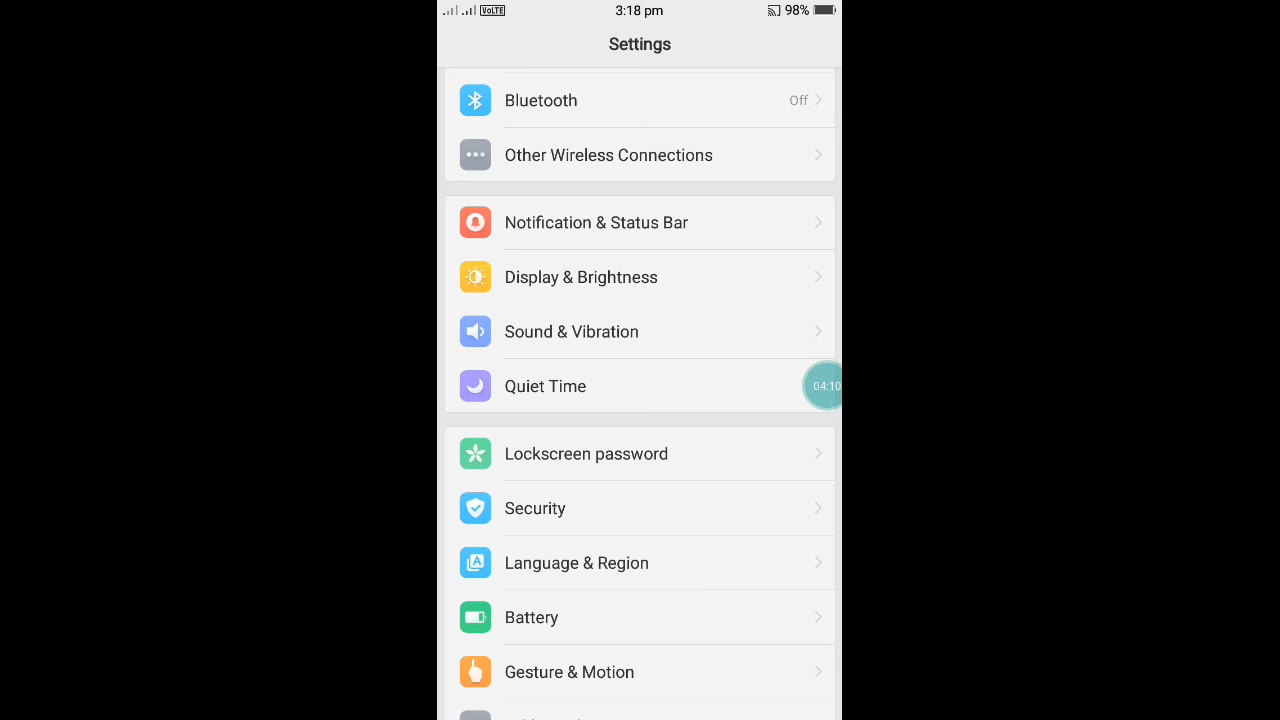 VoLTE 3:18 pm 98%
Settings
Bluetooth Off
Other Wireless Connections
Notification & Status Bar
Display & Brightness
Sound & Vibration
Quiet Time
04:10
Lockscreen password
Security
Language & Region
Battery
Gesture & Motion